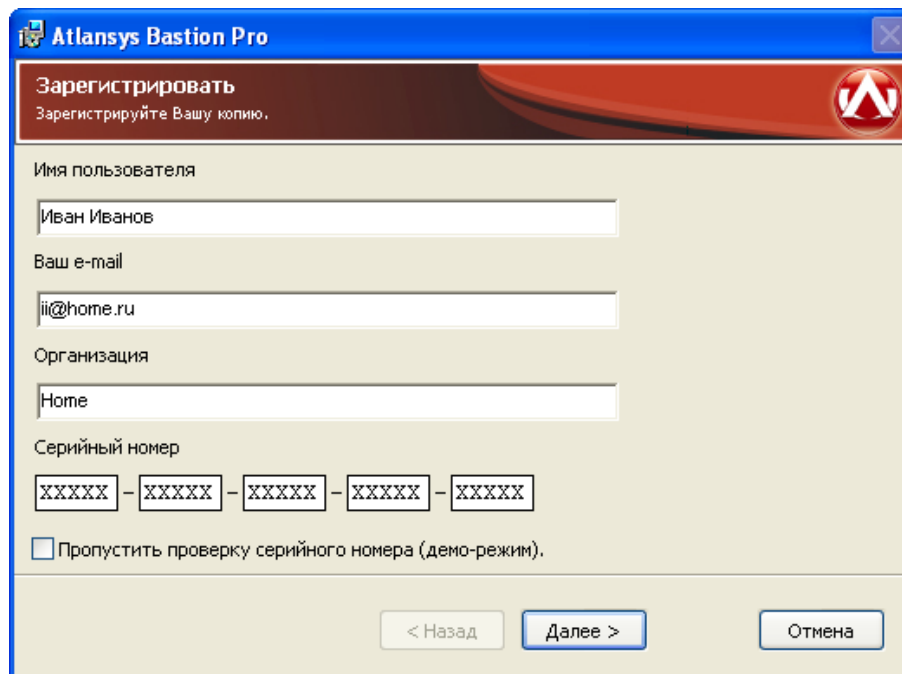 Atlansys Bastion Pro
Зарегистрировать
Зарегистрируйте Вашу копию.
Имя пользователя
Иван Иванов
Ваш e-mail
ii@home.ru
Организация
Home
Серийный номер
XXXXX - XXXXX - XXXXX - XXXXX - XXXXX
Пропустить проверку серийного номера (демо-режим).
< Назад Далее > Отмена